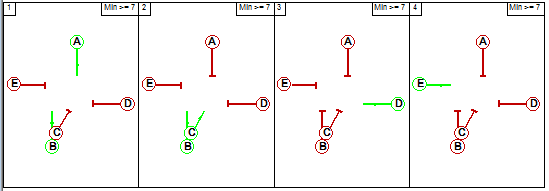 1 Min >= 7 2 Min >= 7 3 Min >= 7 4 Min >= 7
A A A A
E E E E
D D D D
C C C C
B B B B